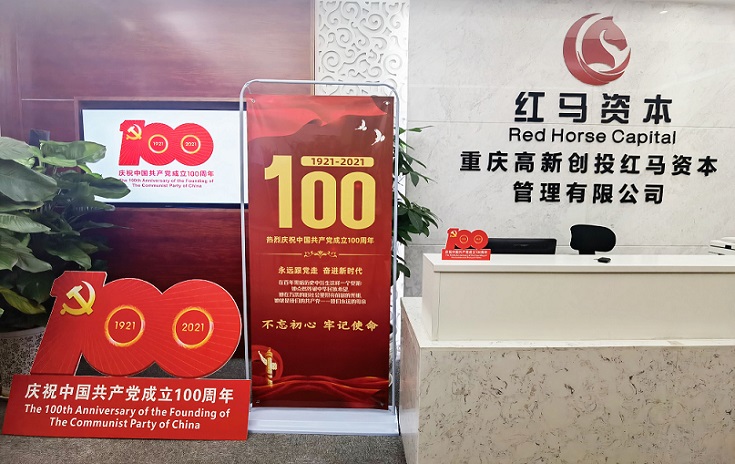 100
1921
2021
庆祝中国共产党成立100周年
The 100th Anniversary of the Founding of
The Communist Party of China
1921-2021
100
热烈庆祝中国共产党成立100周年
永远跟党走 奋进新时代
不忘初心 牢记使命
100
1921
2021
庆祝中国共产党成立100周年
The 100th Anniversary of the Founding of
The Communist Party of China
红马资本
Red Horse Capital
重庆高新创投红马资本
管理有限公司
100